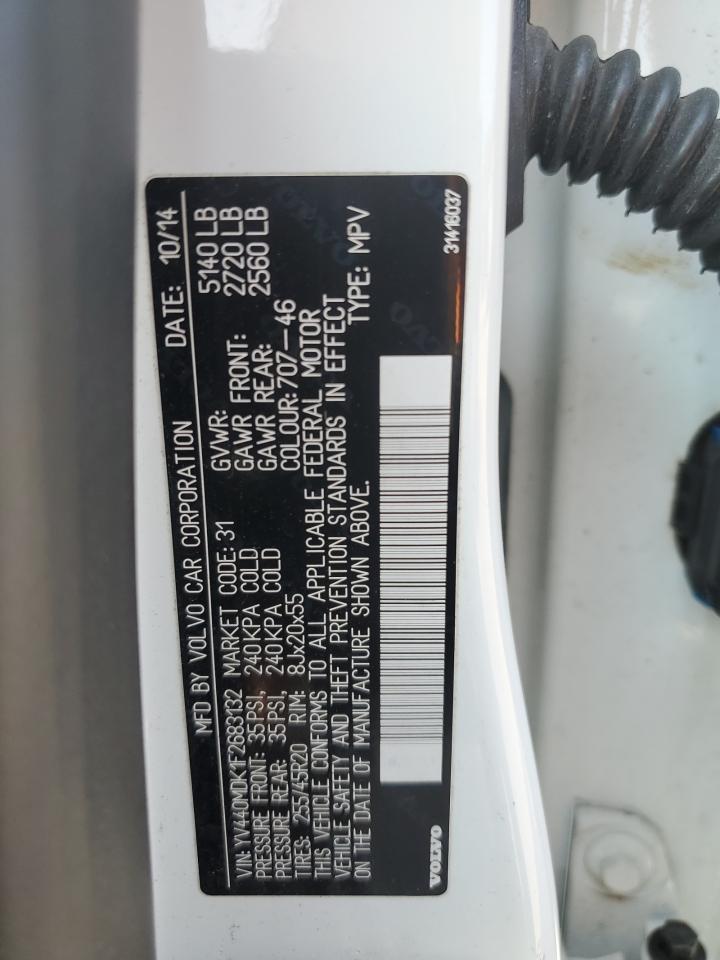 MFD BY VOLVO CAR CORPORATION DATE: 10/14
GVWR: 5140 LB
GAWR FRONT: 2720 LB
GAWR REAR: 2560 LB
VIN: YV440MDK1F2683132 MARKET CODE: 31 COLOUR: 707-46
PRESSURE FRONT: 35PSI, 240KPA COLD
PRESSURE REAR: 35PSI, 240KPA COLD
TIRES: 255/45R20 RIM: 8Jx20x55
THIS VEHICLE CONFORMS TO ALL APPLICABLE FEDERAL MOTOR
VEHICLE SAFETY AND THEFT PREVENTION STANDARDS IN EFFECT
ON THE DATE OF MANUFACTURE SHOWN ABOVE. TYPE: MPV
VOLVO 31416037